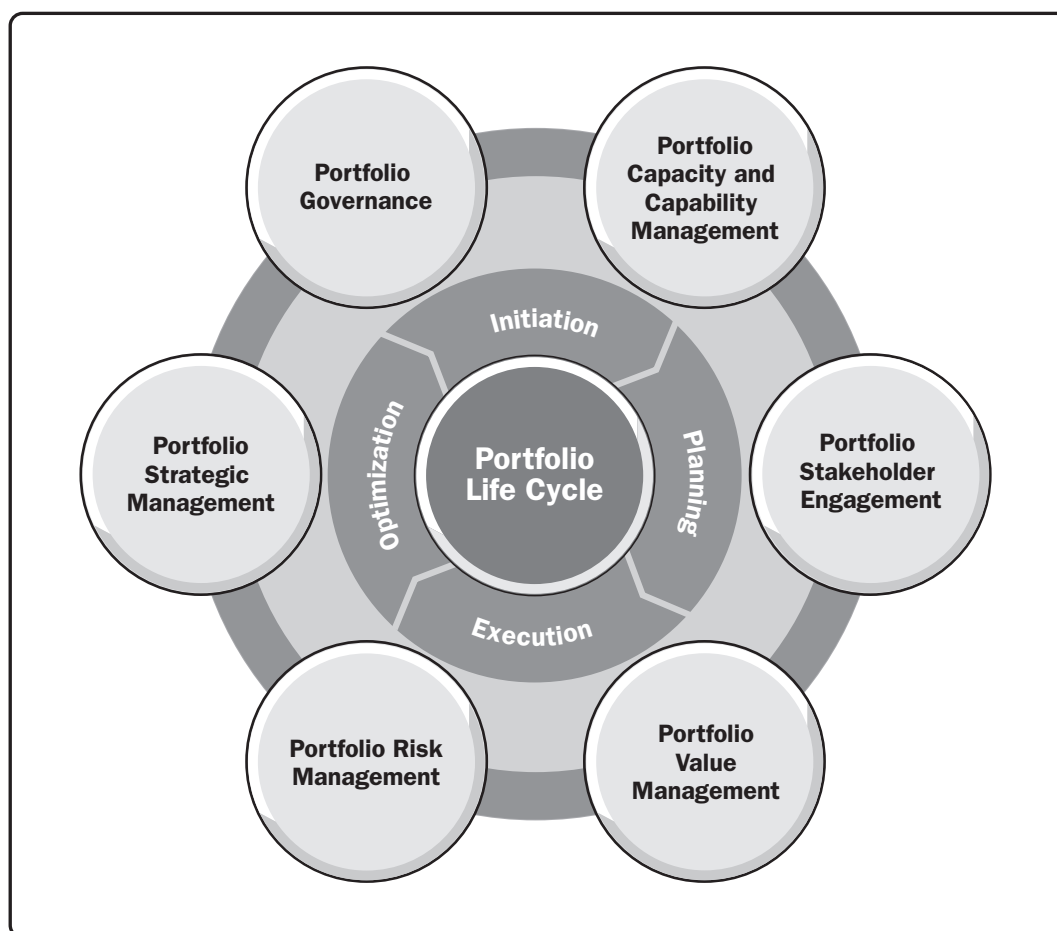 Portfolio
Governance
Portfolio
Capacity and
Capability
Management
Initiation
Portfolio
Strategic
Management
Optimization
Portfolio
Life Cycle
Planning
Portfolio
Stakeholder
Engagement
Execution
Portfolio Risk
Management
Portfolio
Value
Management